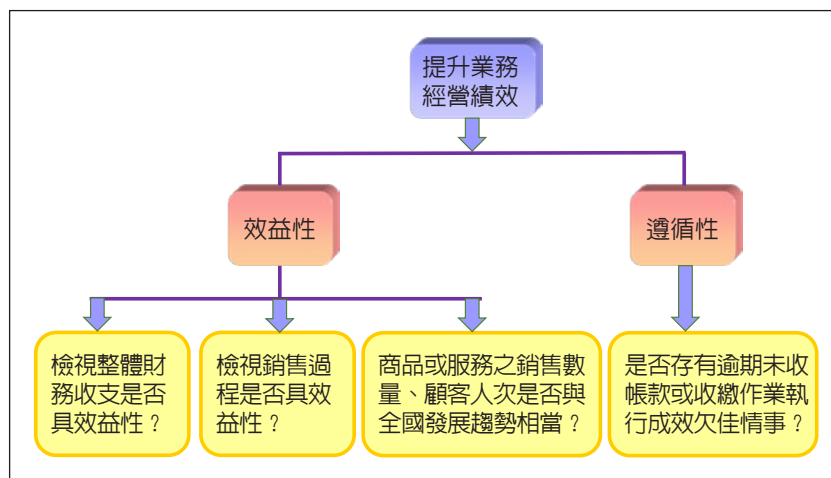 提升業務
經營績效
效益性
遵循性
檢視整體財
務收支是否
具效益性？
檢視銷售過
程是否具效
益性？
商品或服務之銷售數
量、顧客人次是否與
全國發展趨勢相當？
是否存有逾期未收
帳款或收繳作業執
行成效欠佳情事？